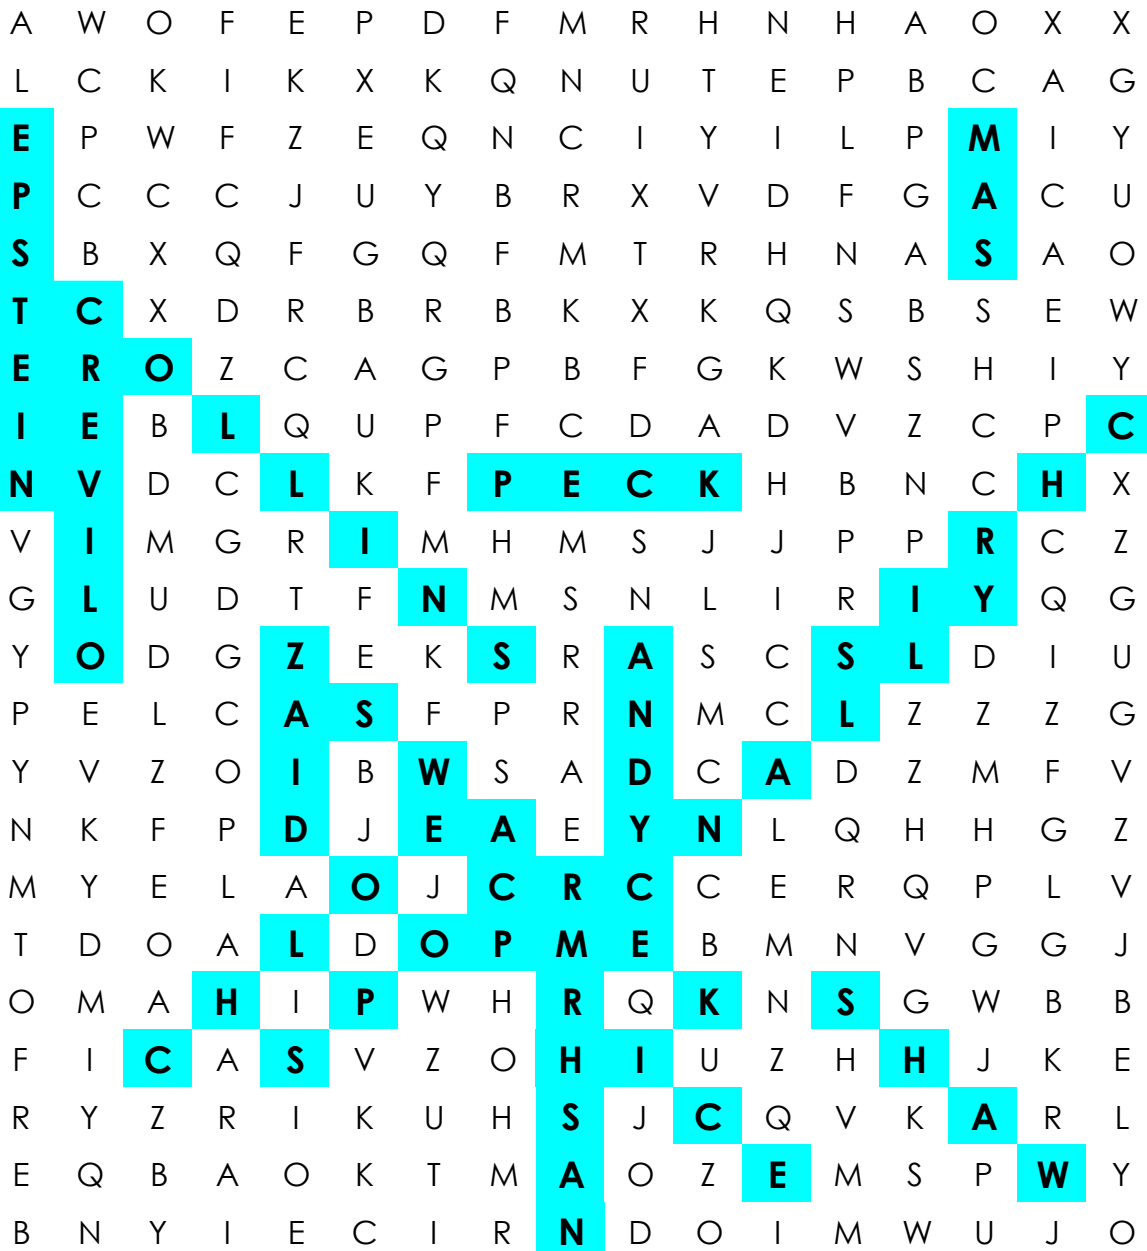 A W O F E P D F M R H N H A O X X
L C K I K X K Q N U T E P B C A G
E P W F Z E Q N C I Y I L P M I Y
P C C C J U Y B R X V D F G A C U
S B X Q F G Q F M T R H N A S A O
T C X D R B R B K X K Q S B S E W
E R O Z C A G P B F G K W S H I Y
I E B L Q U P F C D A D V Z C P C
N V D C L K F P E C K H B N C H X
V I M G R I M H M S J J P P R C Z
G L U D T F N M S N L I R I Y Q G
Y O D G Z E K S R A S C S L D I U
P E L C A S F P R N M C L Z Z Z G
Y V Z O I B W S A D C A D Z M F V
N K F P D J E A E Y N L Q H H G Z
M Y E L A O J C R C C E R Q P L V
T D O A L D O P M E B M N V G G J
O M A H I P W H R Q K N S G W B B
F I C A S V Z O H I U Z H H J K E
R Y Z R I K U H S J C Q V K A R L
E Q B A O K T M A O Z E M S P W Y
B N Y I E C I R N D O I M W U J O